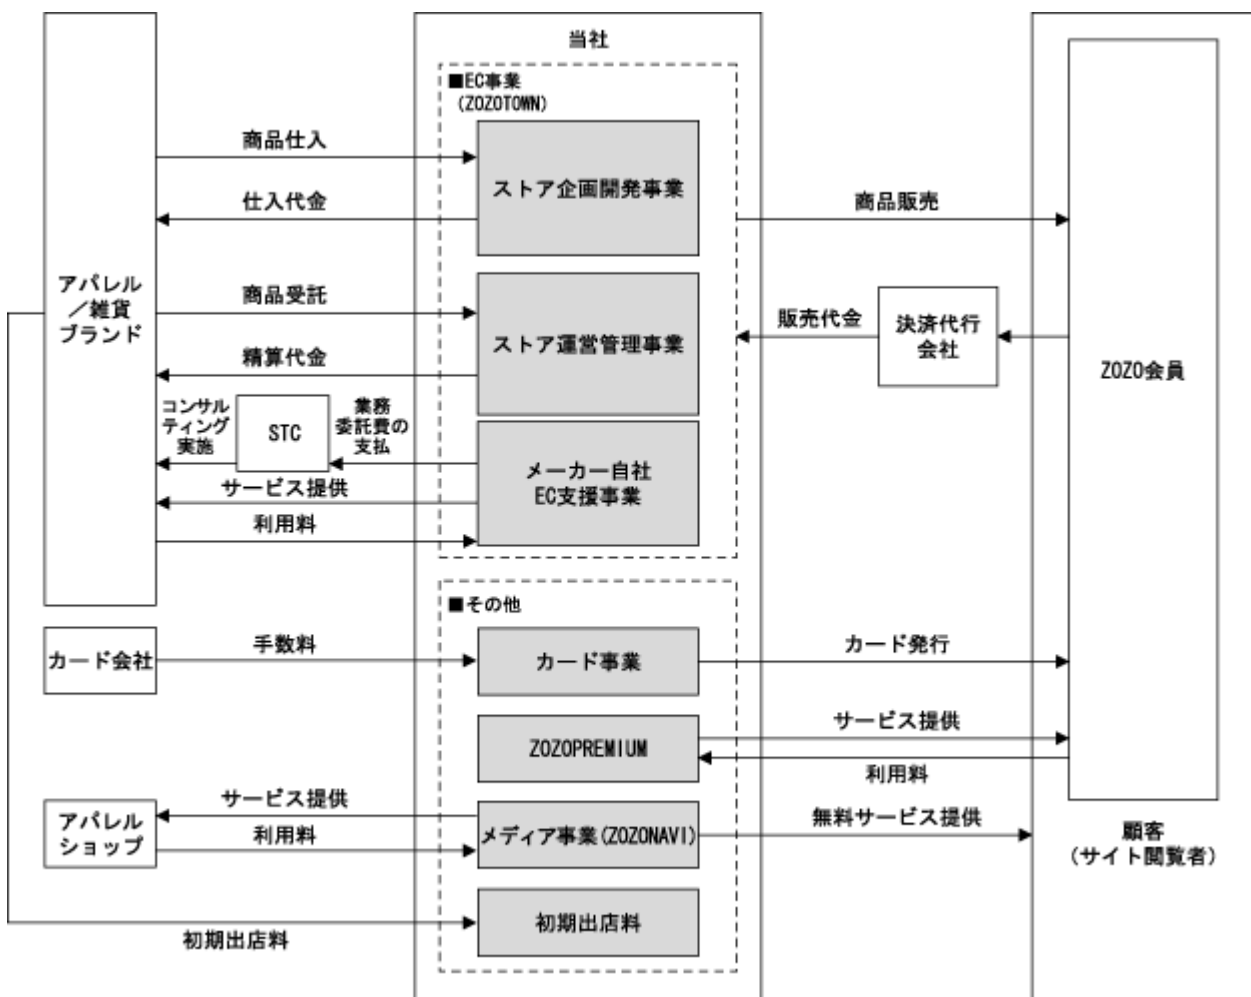 当社
■EC事業
(ZOZOTOWN)
商品仕入
ストア企画開発事業
仕入代金
商品販売
アパレル
／雑貨
ブランド
商品受託
ストア運営管理事業
精算代金
販売代金
決済代行
会社
ZOZO会員
コンサル
ティング
実施
STC
業務
委託費の
支払
メーカー自社
EC支援事業
サービス提供
利用料
■その他
カード会社
手数料
カード事業
カード発行
ZOZOPREMIUM
サービス提供
利用料
アパレル
ショップ
サービス提供
利用料
メディア事業(ZOZONAVI)
無料サービス提供
顧客
(サイト閲覧者)
初期出店料
初期出店料